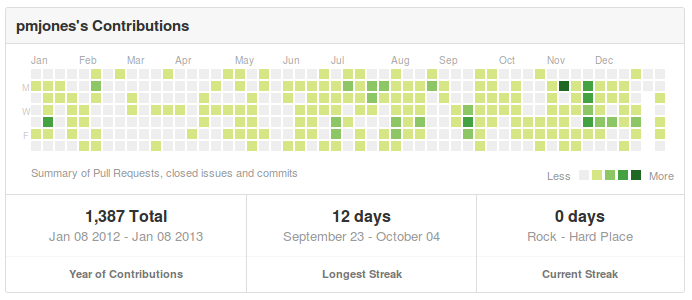 pmjones's Contributions
Jan Feb Mar Apr May Jun Jul Aug Sep Oct Nov Dec
M
W
F
Summary of Pull Requests, closed issues and commits
Less More
1,387 Total 12 days 0 days
Jan 08 2012 - Jan 08 2013 September 23 - October 04 Rock - Hard Place
Year of Contributions Longest Streak Current Streak